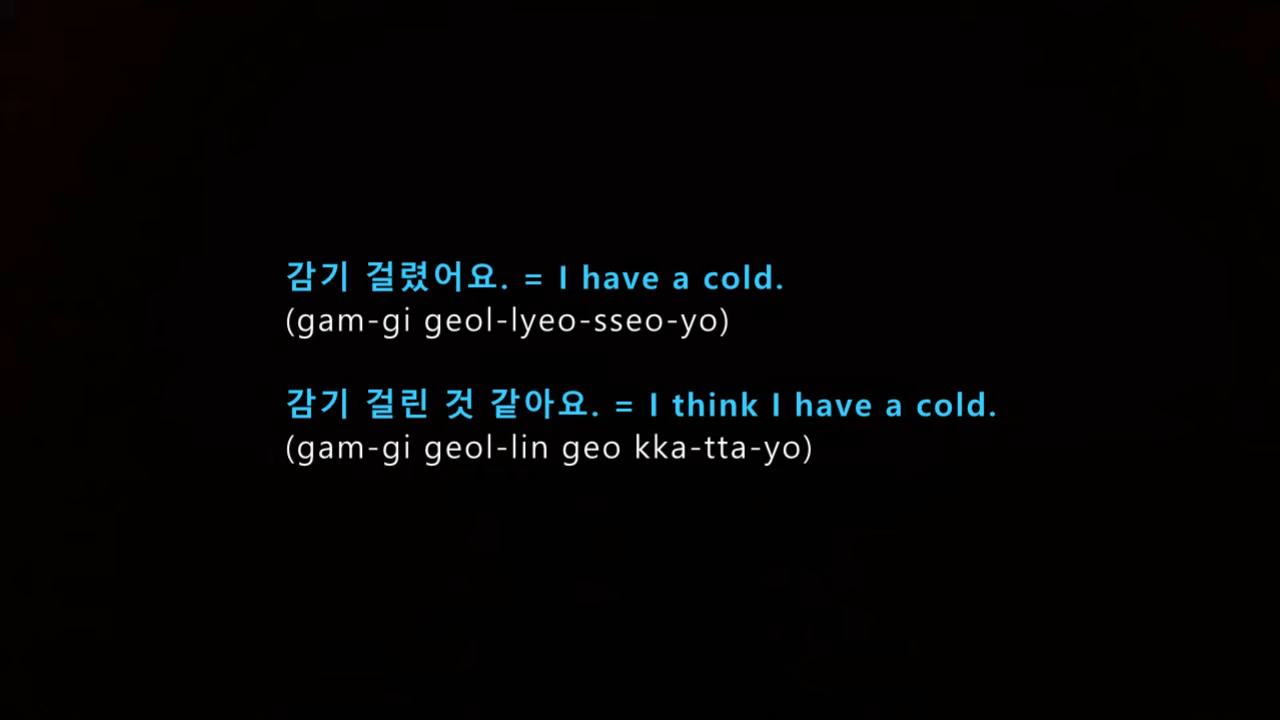 감기 걸렸어요. = I have a cold.
(gam-gi geol-lyeo-sseo-yo)
감기 걸린 것 같아요. = I think I have a cold.
(gam-gi geol-lin geo kka-tta-yo)